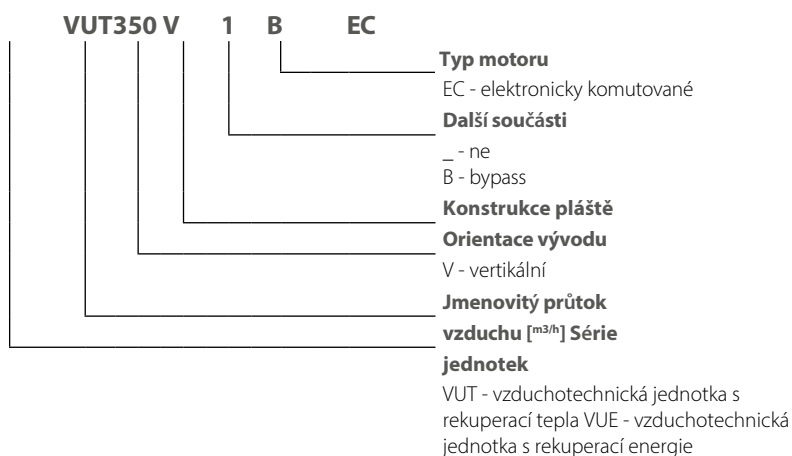 VUT350 V 1 B EC
Typ motoru
EC - elektronicky komutované
Další součásti
_ - ne
B - bypass
Konstrukce pláště
Orientace vývodu
V - vertikální
Jmenovitý průtok
vzduchu [m3/h] Série
jednotek
VUT - vzduchotechnická jednotka s
rekuperací tepla VUE - vzduchotechnická
jednotka s rekuperací energie